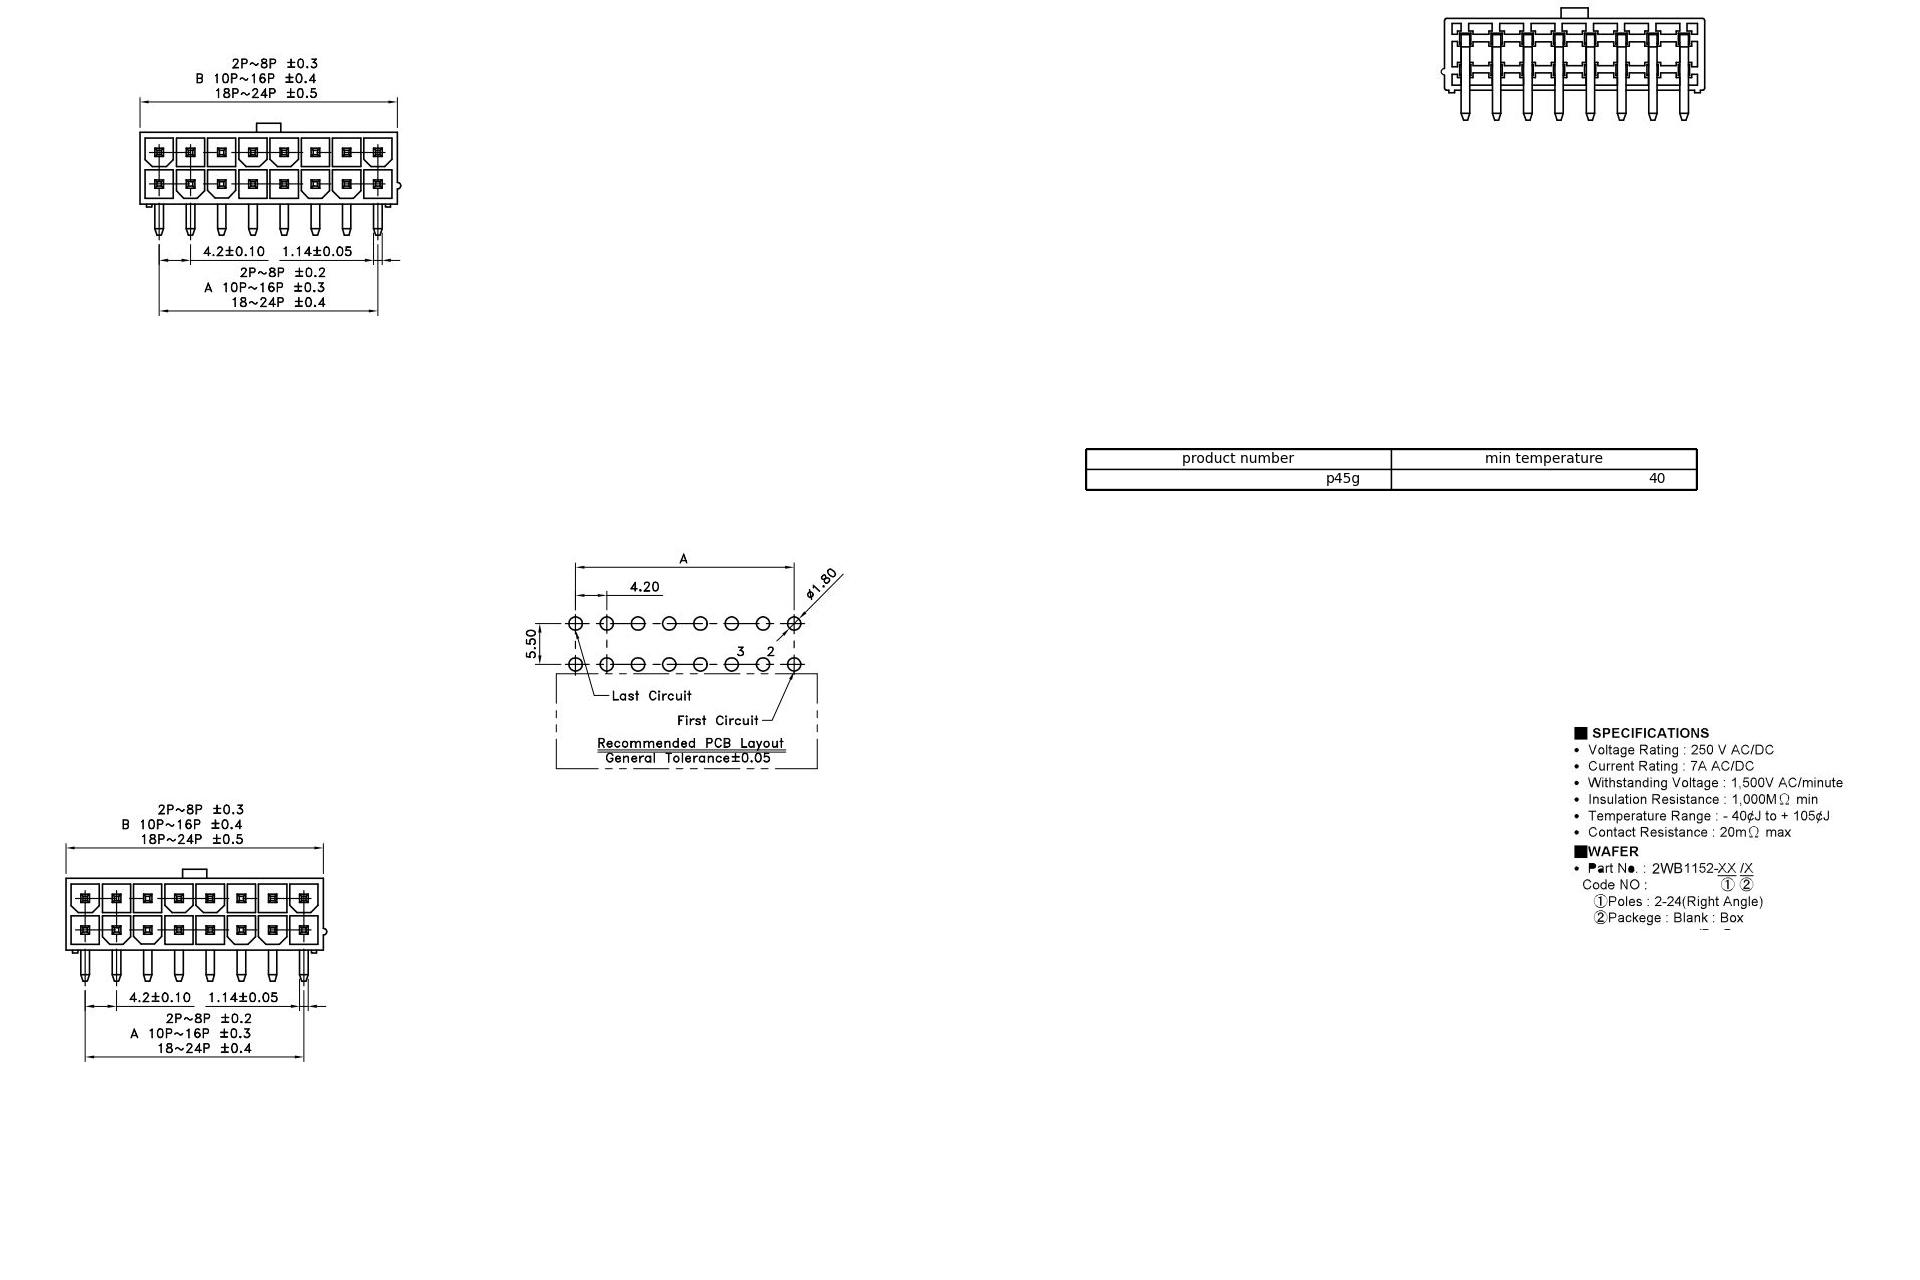 2P~8P ±0.3
B 10P~16P ±0.4
18P~24P ±0.5
4.2±0.10 1.14±0.05
2P~8P ±0.2
A 10P~16P ±0.3
18~24P ±0.4
product number min temperature
p45g 40
A
4.20
ø1.80
5.50
3 2
Last Circuit
First Circuit
Recommended PCB Layout
General Tolerance±0.05
■ SPECIFICATIONS
• Voltage Rating : 250 V AC/DC
• Current Rating : 7A AC/DC
• Withstanding Voltage : 1,500V AC/minute
• Insulation Resistance : 1,000MΩ min
• Temperature Range : - 40¢J to + 105¢J
• Contact Resistance : 20mΩ max
■WAFER
• Part No. : 2WB1152-XX /X
Code NO : ① ②
①Poles : 2-24(Right Angle)
②Packege : Blank : Box
2P~8P ±0.3
B 10P~16P ±0.4
18P~24P ±0.5
4.2±0.10 1.14±0.05
2P~8P ±0.2
A 10P~16P ±0.3
18~24P ±0.4